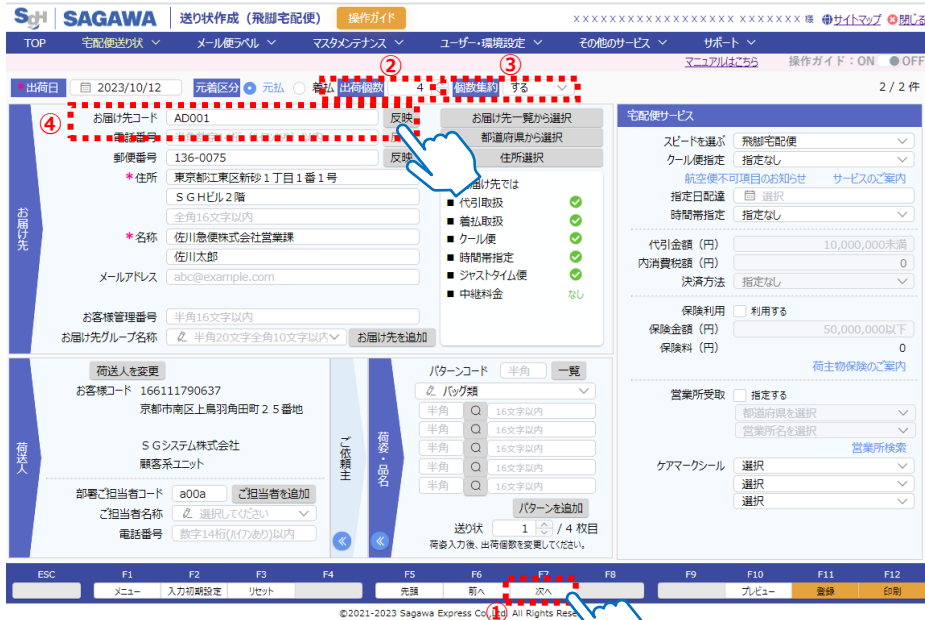 SGH SAGAWA 送り状作成（飛脚宅配便） 操作ガイド XXXXXXXXXXXXXXXXXX XXXXXXX 様 サイトマップ 閉じる
TOP 宅配便送り状 メール便ラベル マスタメンテナンス ユーザー・環境設定 その他のサービス サポート
マニュアルはこちら 操作ガイド：ON OFF
② ③
*出荷日 2023/10/12 元着区分 元払 着払 出荷個数 4 個数集約 する 2 / 2 件
④
お届け先
お届け先コード AD001 反映 お届け先一覧から選択
電話番号 都道府県から選択
郵便番号 136-0075 反映 住所選択
*住所 東京都江東区新砂１丁目１番１号
ＳＧＨビル２階
全角16文字以内
*名称 佐川急便株式会社営業課
佐川太郎
メールアドレス abc@example.com
お客様管理番号 半角16文字以内
お届け先グループ名称 半角20文字全角10文字以内 お届け先を追加
届け先では
■ 代引取扱
■ 着払取扱
■ クール便
■ 時間帯指定
■ ジャストタイム便
■ 中継料金 なし
宅配便サービス
スピードを選ぶ 飛脚宅配便
クール便指定 指定なし
航空便不可項目のお知らせ サービスのご案内
指定日配達 選択
時間帯指定 指定なし
代引金額（円） 10,000,000未満
内消費税額（円） 0
決済方法 指定なし
保険利用 利用する
保険金額（円） 50,000,000以下
保険料（円） 0
荷主物保険のご案内
営業所受取 指定する
都道府県を選択
営業所名を選択
営業所検索
ケアマークシール 選択
選択
選択
荷送人
荷送人を変更
お客様コード 166111790637
京都市南区上鳥羽角田町２５番地
ＳＧシステム株式会社
顧客系ユニット
部署ご担当者コード a00a ご担当者を追加
ご担当者名称 選択してください
電話番号 数字14桁(ハイフンあり)以内
ご依頼主
荷姿・品名
パターンコード 半角 一覧
バッグ類
半角 16文字以内
半角 16文字以内
半角 16文字以内
半角 16文字以内
半角 16文字以内
パターンを追加
送り状 1 / 4 枚目
荷姿入力後、出荷個数を変更してください。
ESC F1 F2 F3 F4 F5 F6 F7 F8 F9 F10 F11 F12
メニュー 入力初期設定 リセット 先頭 前へ 次へ プレビュー 登録 印刷
①
©2021-2023 Sagawa Express Co.,Ltd. All Rights